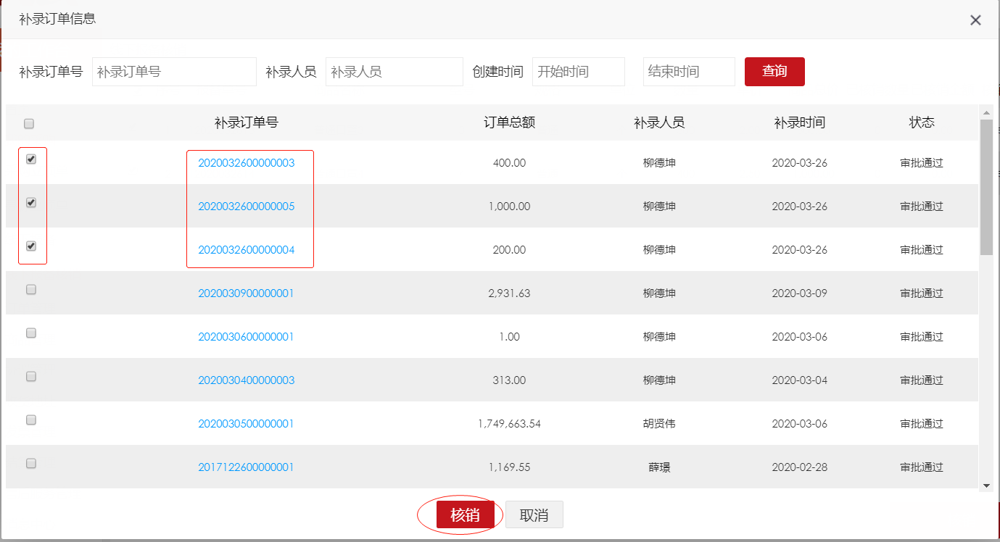 补录订单信息
补录订单号 补录订单号 补录人员 补录人员 创建时间 开始时间 结束时间 查询
补录订单号 订单总额 补录人员 补录时间 状态
2020032600000003 400.00 柳德坤 2020-03-26 审批通过
2020032600000005 1,000.00 柳德坤 2020-03-26 审批通过
2020032600000004 200.00 柳德坤 2020-03-26 审批通过
2020030900000001 2,931.63 柳德坤 2020-03-09 审批通过
2020030600000001 1.00 柳德坤 2020-03-06 审批通过
2020030400000003 313.00 柳德坤 2020-03-04 审批通过
2020030500000001 1,749,663.54 胡贤伟 2020-03-06 审批通过
2017122600000001 1,169.55 薛璟 2020-02-28 审批通过
核销 取消